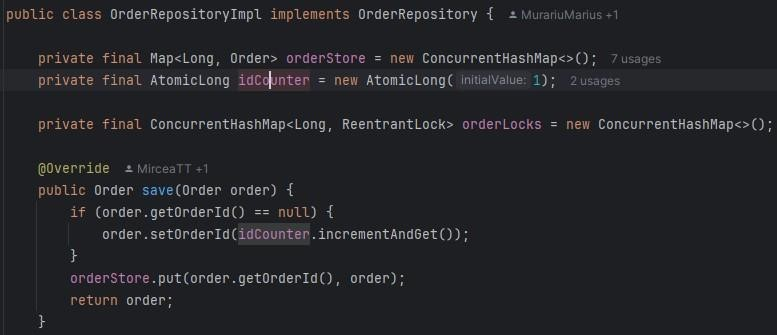 public class OrderRepositoryImpl implements OrderRepository { MurariuMarius +1
private final Map<Long, Order> orderStore = new ConcurrentHashMap<>(); 7 usages
private final AtomicLong idCounter = new AtomicLong( initialValue: 1); 2 usages
private final ConcurrentHashMap<Long, ReentrantLock> orderLocks = new ConcurrentHashMap<>();
@Override MirceaTT +1
public Order save(Order order) {
if (order.getOrderId() == null) {
order.setOrderId(idCounter.incrementAndGet());
}
orderStore.put(order.getOrderId(), order);
return order;
}